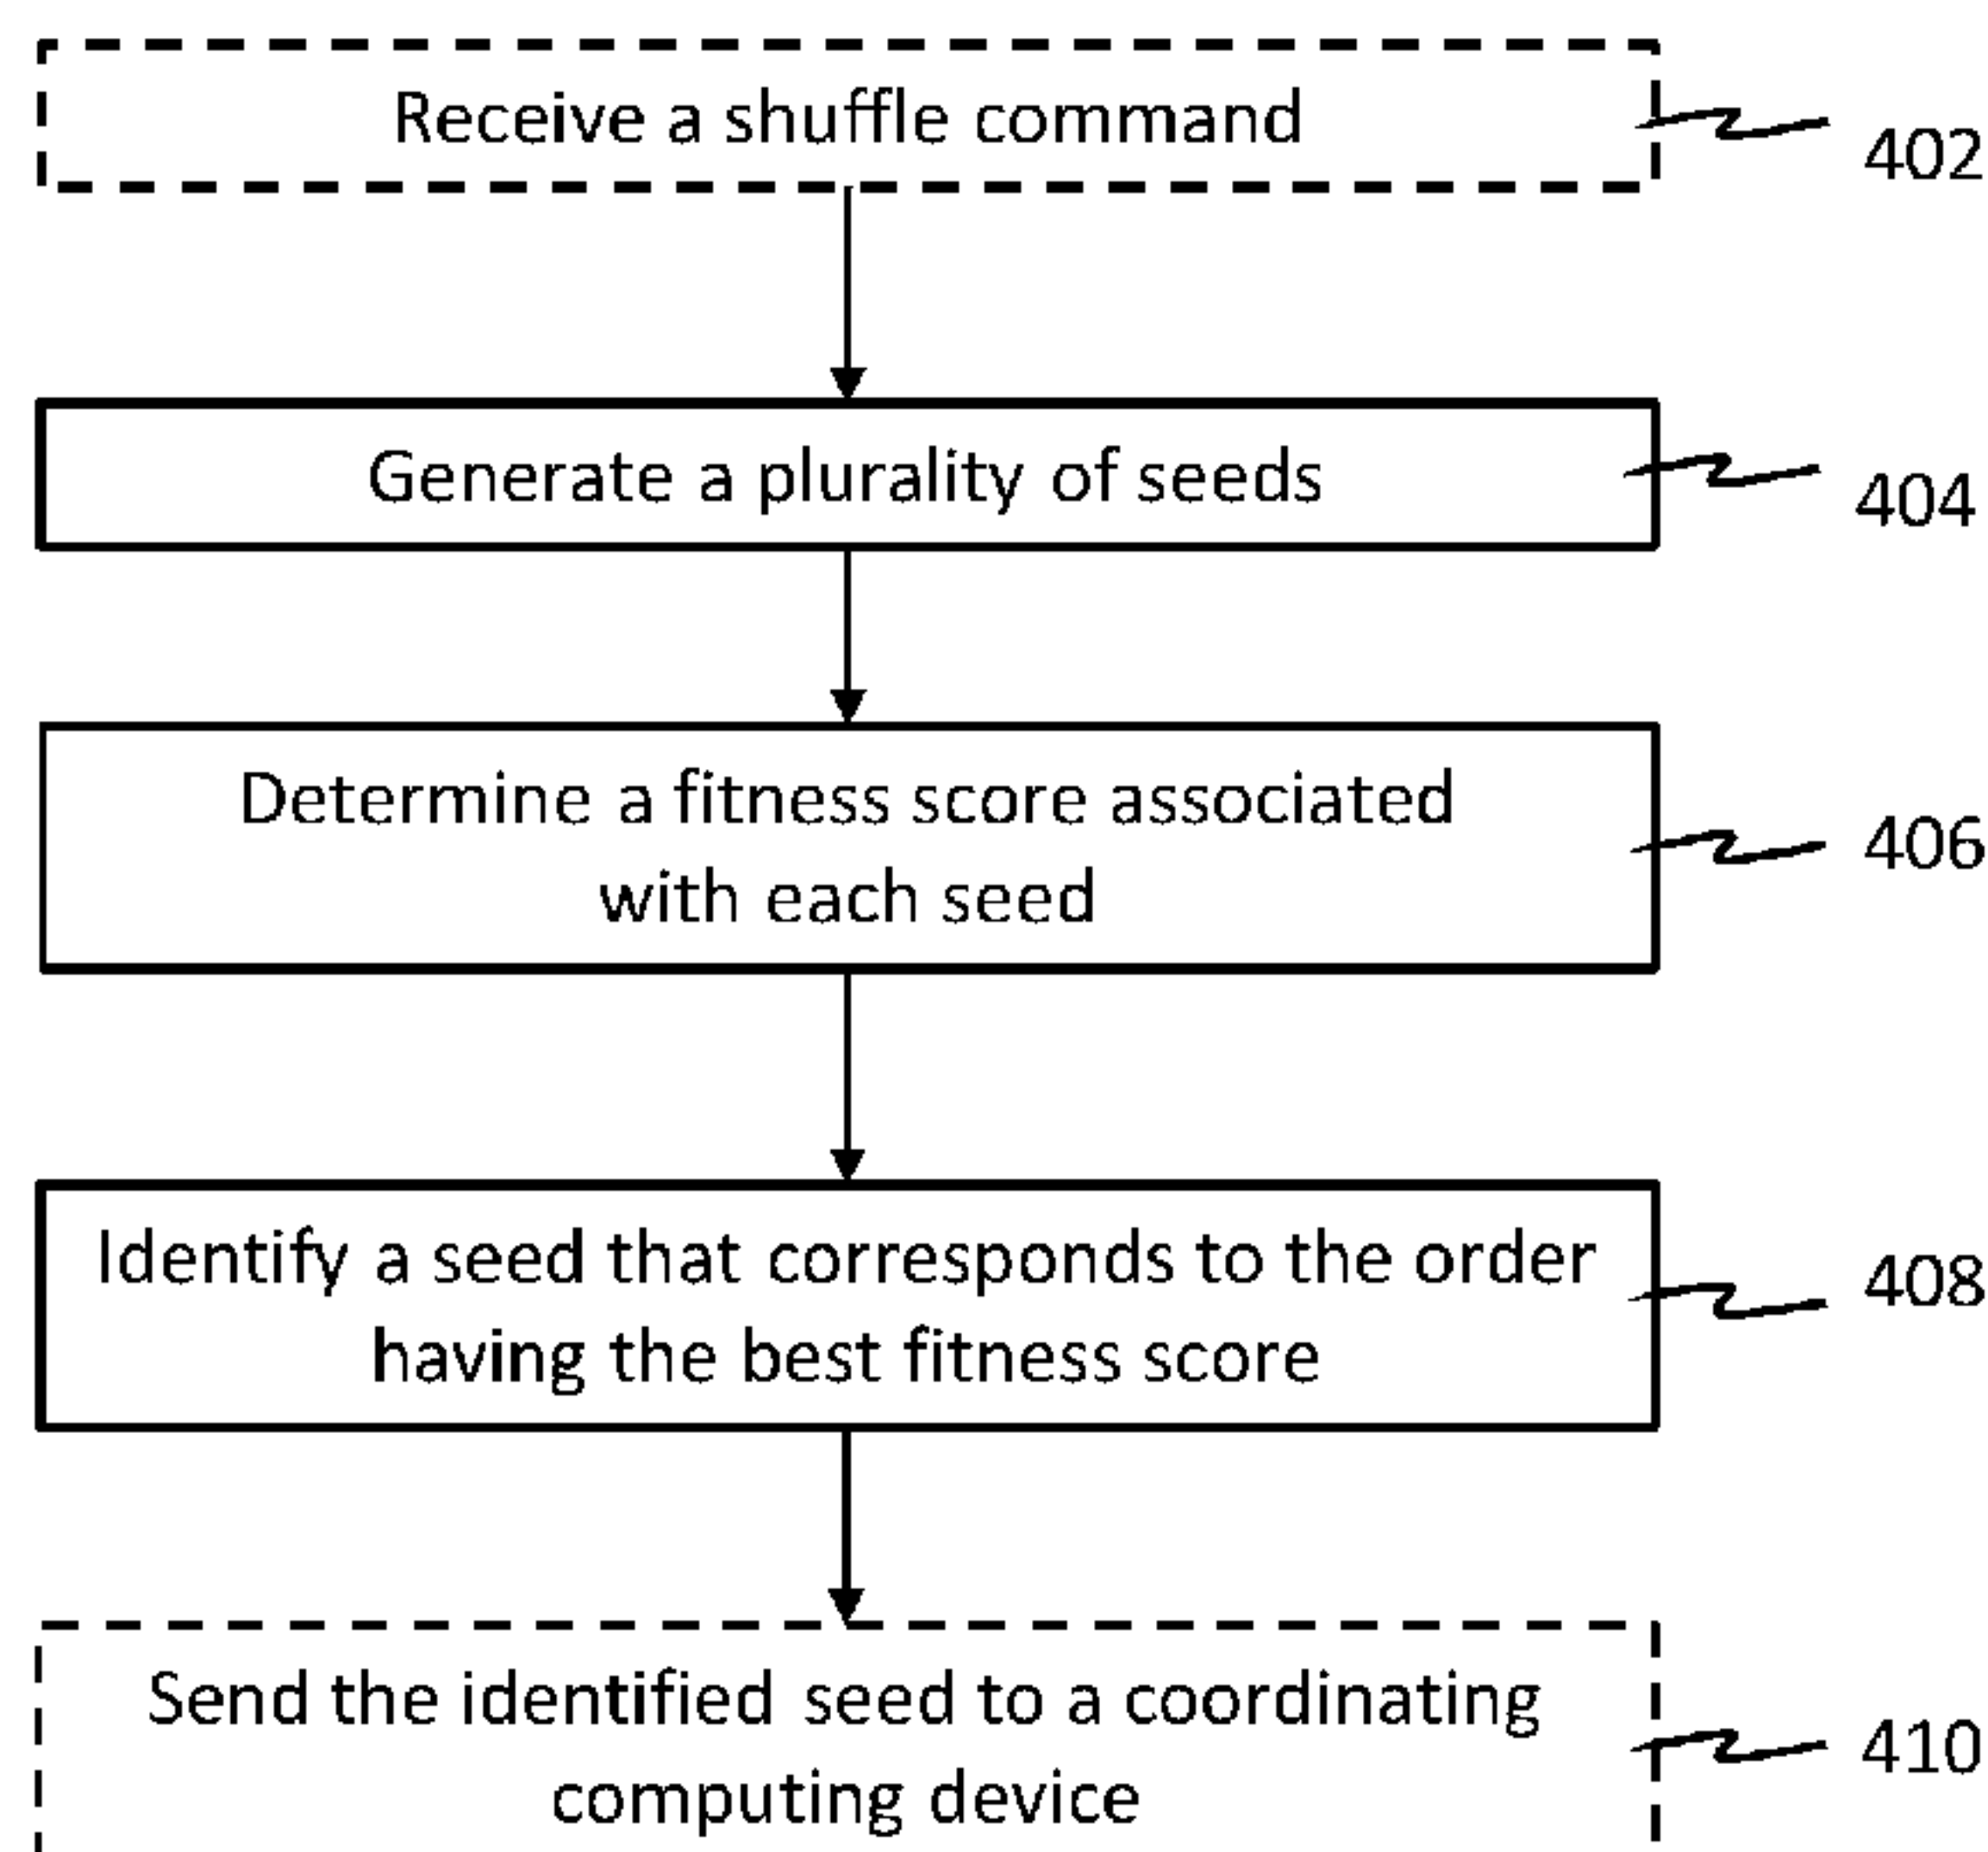 Receive a shuffle command
402
Generate a plurality of seeds
404
Determine a fitness score associated
with each seed
406
Identify a seed that corresponds to the order
having the best fitness score
408
Send the identified seed to a coordinating
computing device
410